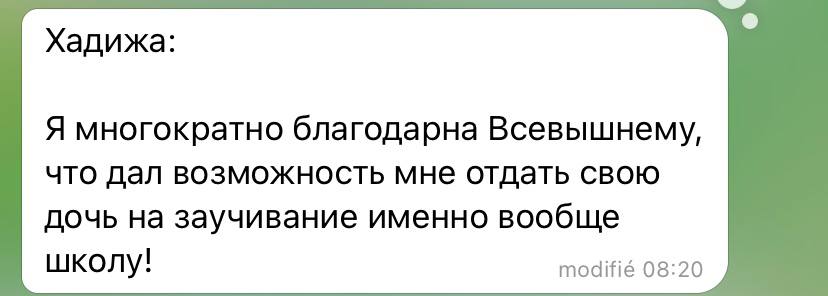 Хадижа:
Я многократно благодарна Всевышнему,
что дал возможность мне отдать свою
дочь на заучивание именно вообще
школу!
modifié 08:20